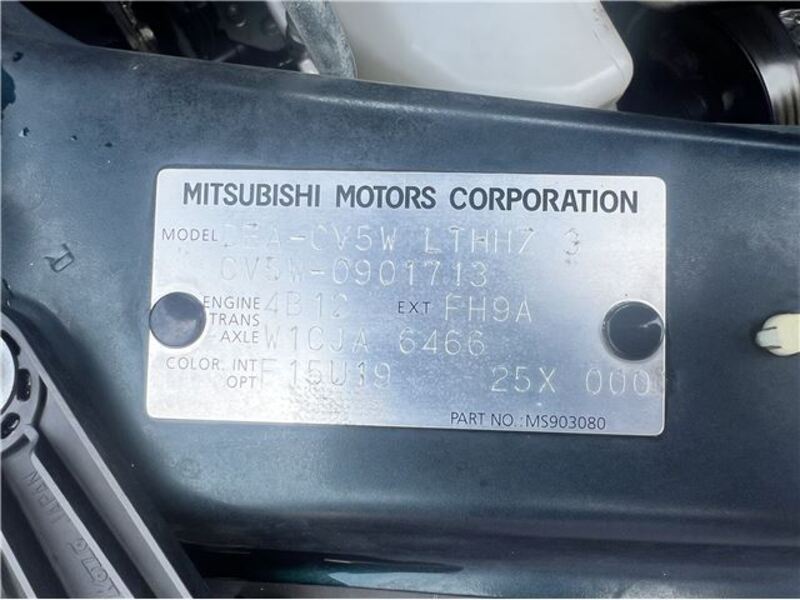 MITSUBISHI MOTORS CORPORATION
MODEL DBA-CV5W LTHHZ 3
CV5W-0901713
ENGINE 4B12 EXT FH9A
TRANS
AXLE W1CJA 6466
COLOR. INT F15U19 25X 000
OPT
PART NO.:MS903080
JAPAN